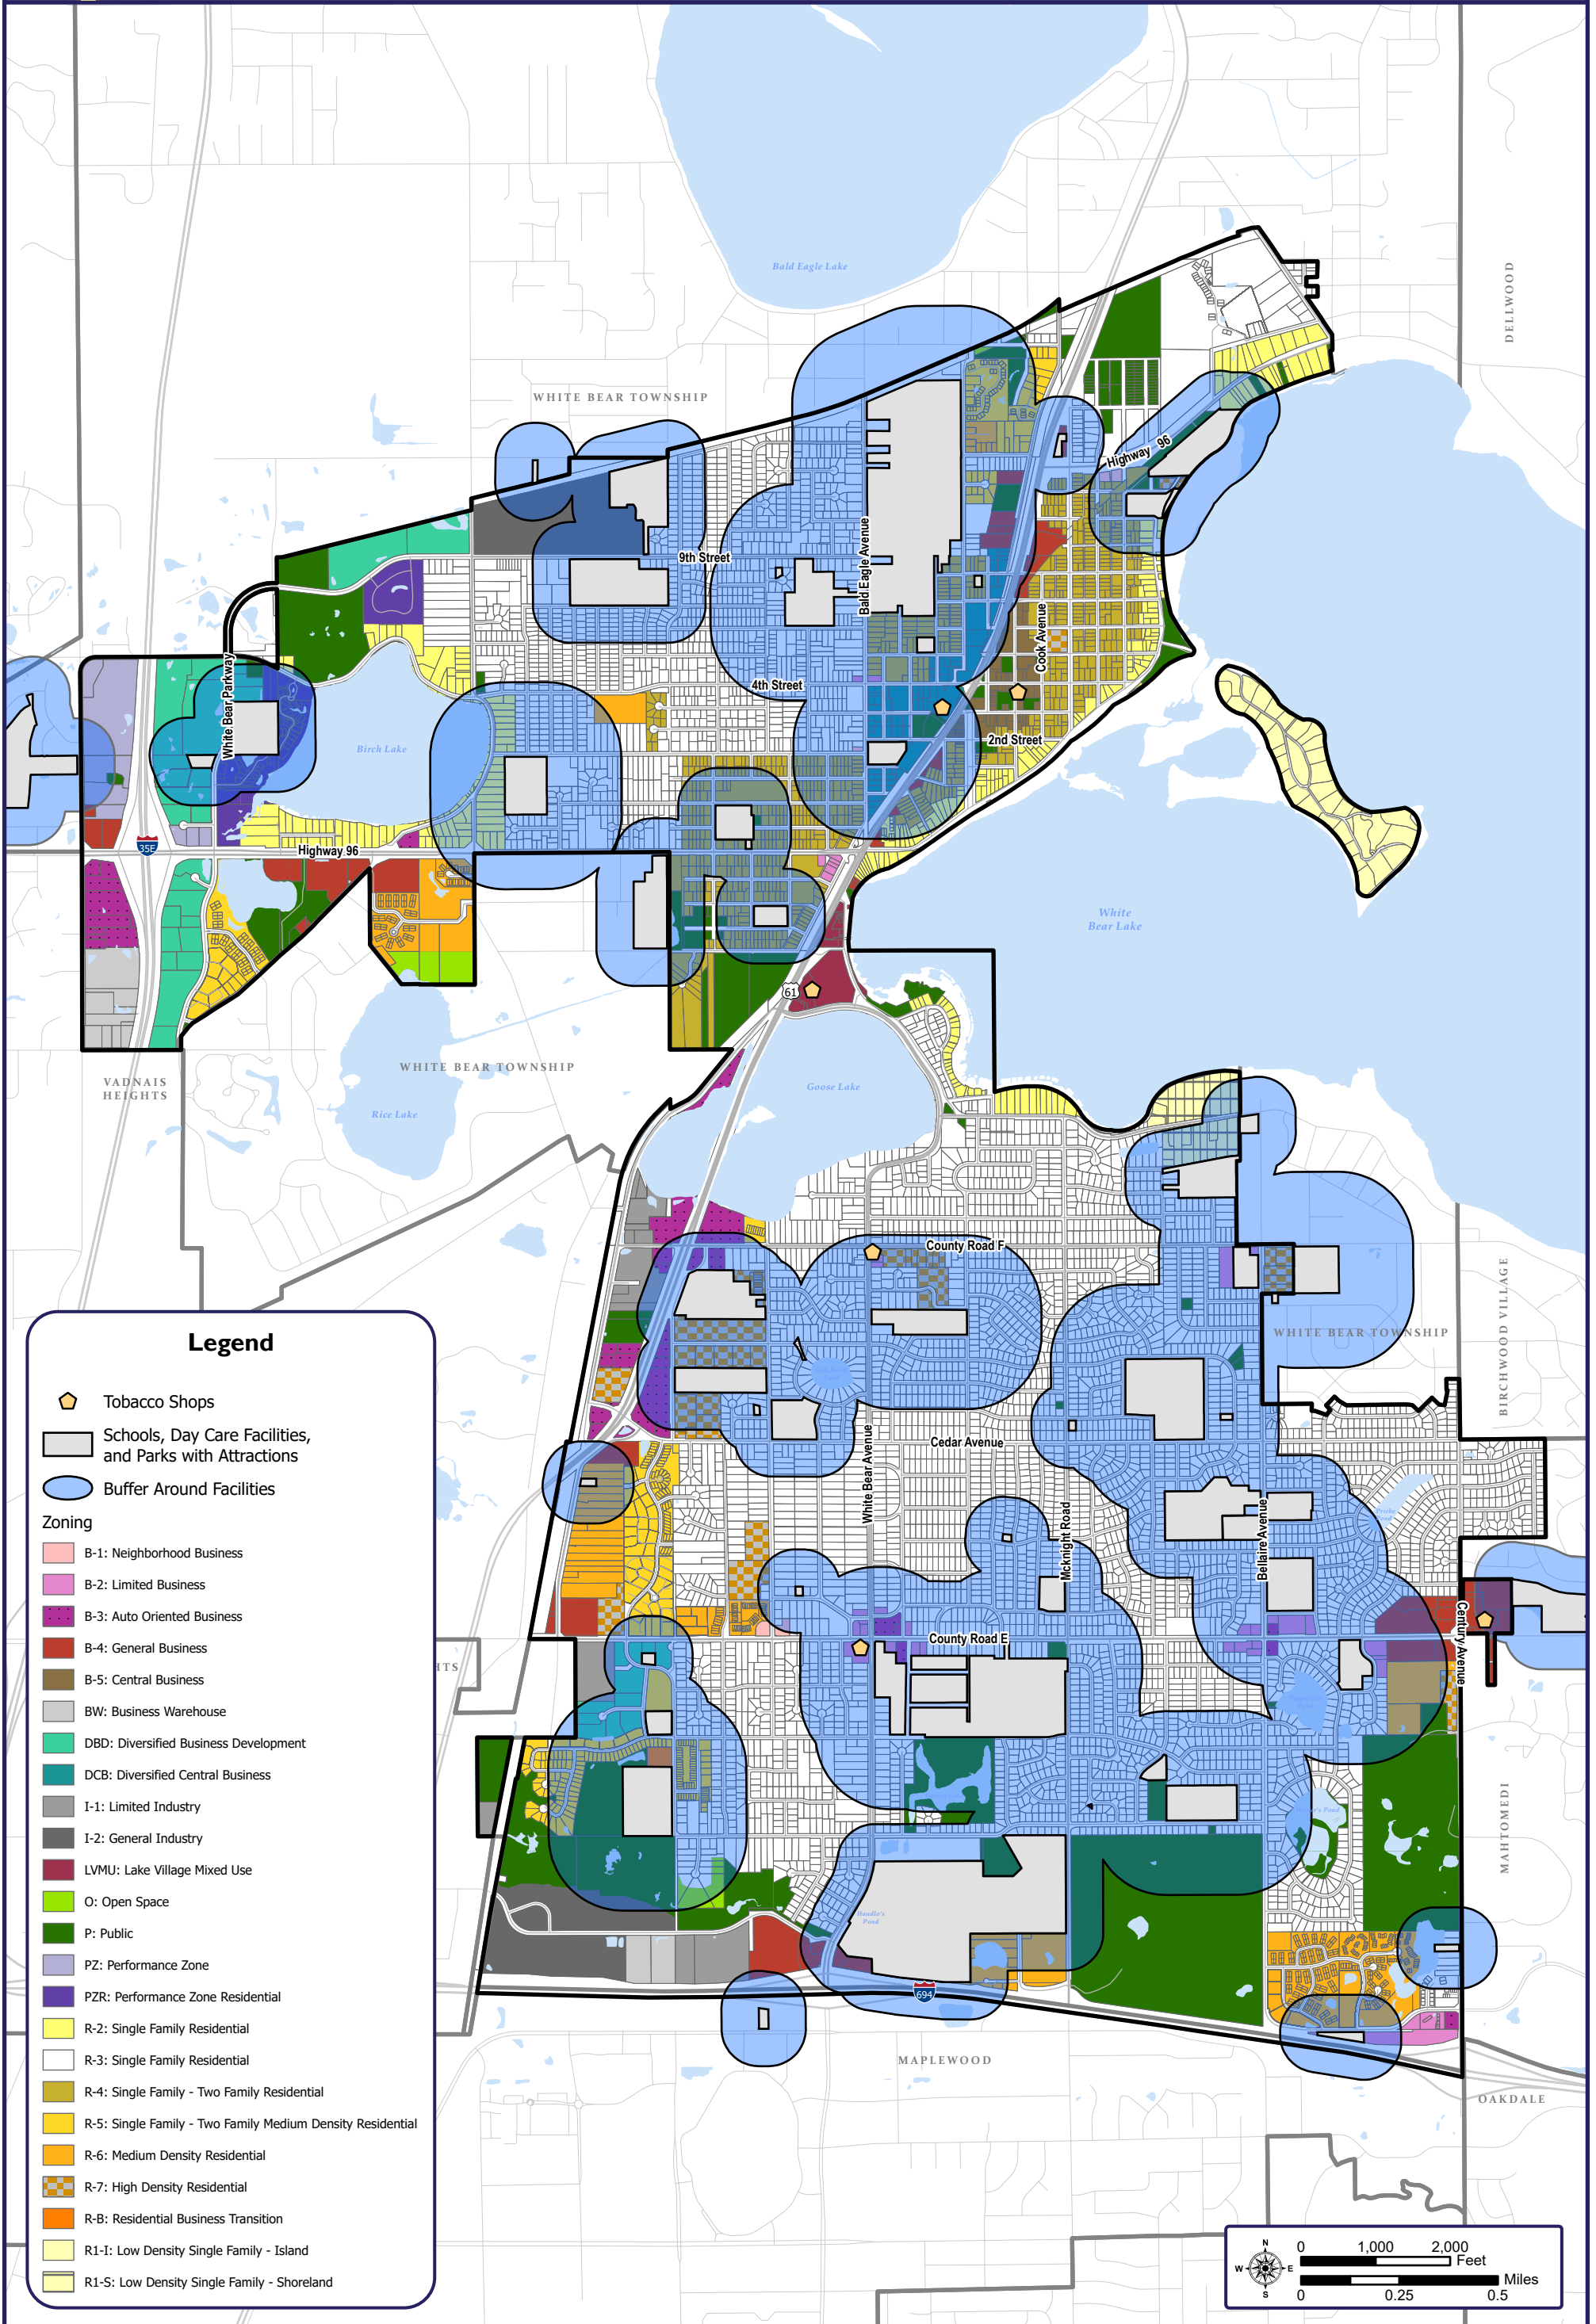 Bald Eagle Lake
DELLWOOD
WHITE BEAR TOWNSHIP
Highway 96
9th Street
Bald Eagle Avenue
Cook Avenue
White Bear Parkway
4th Street
2nd Street
Birch Lake
35E
Highway 96
White
Bear Lake
61
WHITE BEAR TOWNSHIP
VADNAIS
HEIGHTS
Rice Lake
Goose Lake
County Road F
BIRCHWOOD VILLAGE
WHITE BEAR TOWNSHIP
Cedar Avenue
White Bear Avenue
Mcknight Road
Bellaire Avenue
Century Avenue
County Road E
HTS
MAHTOMEDI
Handlo's
Pond
694
MAPLEWOOD
OAKDALE
Legend
Tobacco Shops
Schools, Day Care Facilities,
and Parks with Attractions
Buffer Around Facilities
Zoning
B-1: Neighborhood Business
B-2: Limited Business
B-3: Auto Oriented Business
B-4: General Business
B-5: Central Business
BW: Business Warehouse
DBD: Diversified Business Development
DCB: Diversified Central Business
I-1: Limited Industry
I-2: General Industry
LVMU: Lake Village Mixed Use
O: Open Space
P: Public
PZ: Performance Zone
PZR: Performance Zone Residential
R-2: Single Family Residential
R-3: Single Family Residential
R-4: Single Family - Two Family Residential
R-5: Single Family - Two Family Medium Density Residential
R-6: Medium Density Residential
R-7: High Density Residential
R-B: Residential Business Transition
R1-I: Low Density Single Family - Island
R1-S: Low Density Single Family - Shoreland
N
W E
S
0 1,000 2,000
Feet
Miles
0 0.25 0.5